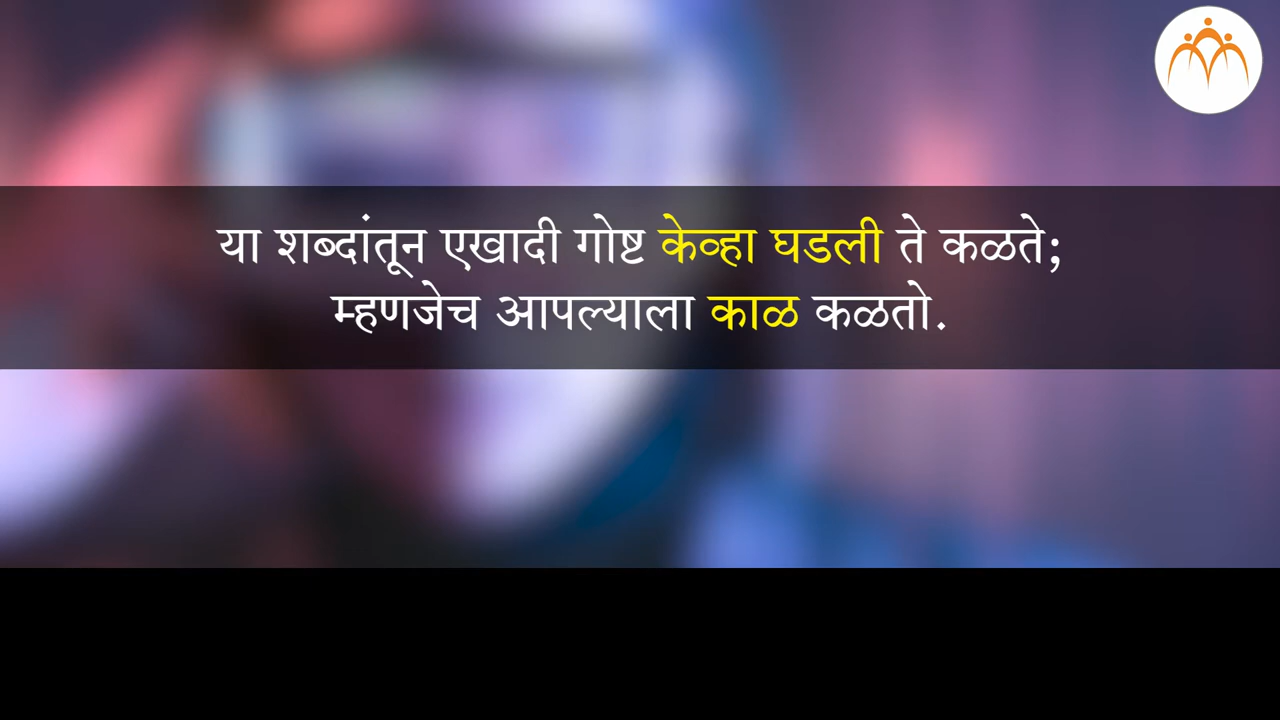 या शब्दांतून एखादी गोष्ट केव्हा घडली ते कळते;
म्हणजेच आपल्याला काळ कळतो.